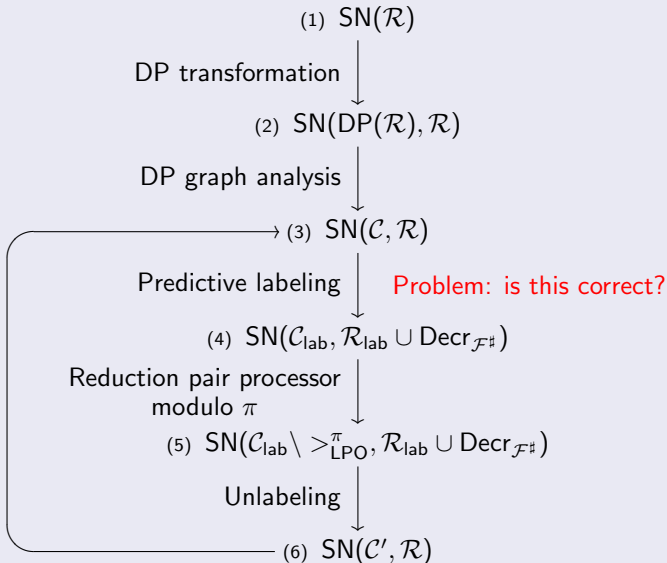 (1) SN(ℛ)
DP transformation
(2) SN(DP(ℛ), ℛ)
DP graph analysis
(3) SN(𝒞, ℛ)
Predictive labeling Problem: is this correct?
(4) SN(𝒞_lab, ℛ_lab ∪ Decr_ℱ♯)
Reduction pair processor
modulo π
(5) SN(𝒞_lab\ >^π_LPO, ℛ_lab ∪ Decr_ℱ♯)
Unlabeling
(6) SN(𝒞′, ℛ)